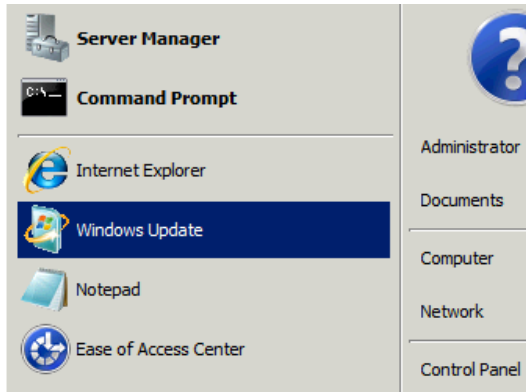 Server Manager
C:\
Command Prompt
Internet Explorer
Windows Update
Notepad
Ease of Access Center
?
Administrator
Documents
Computer
Network
Control Panel